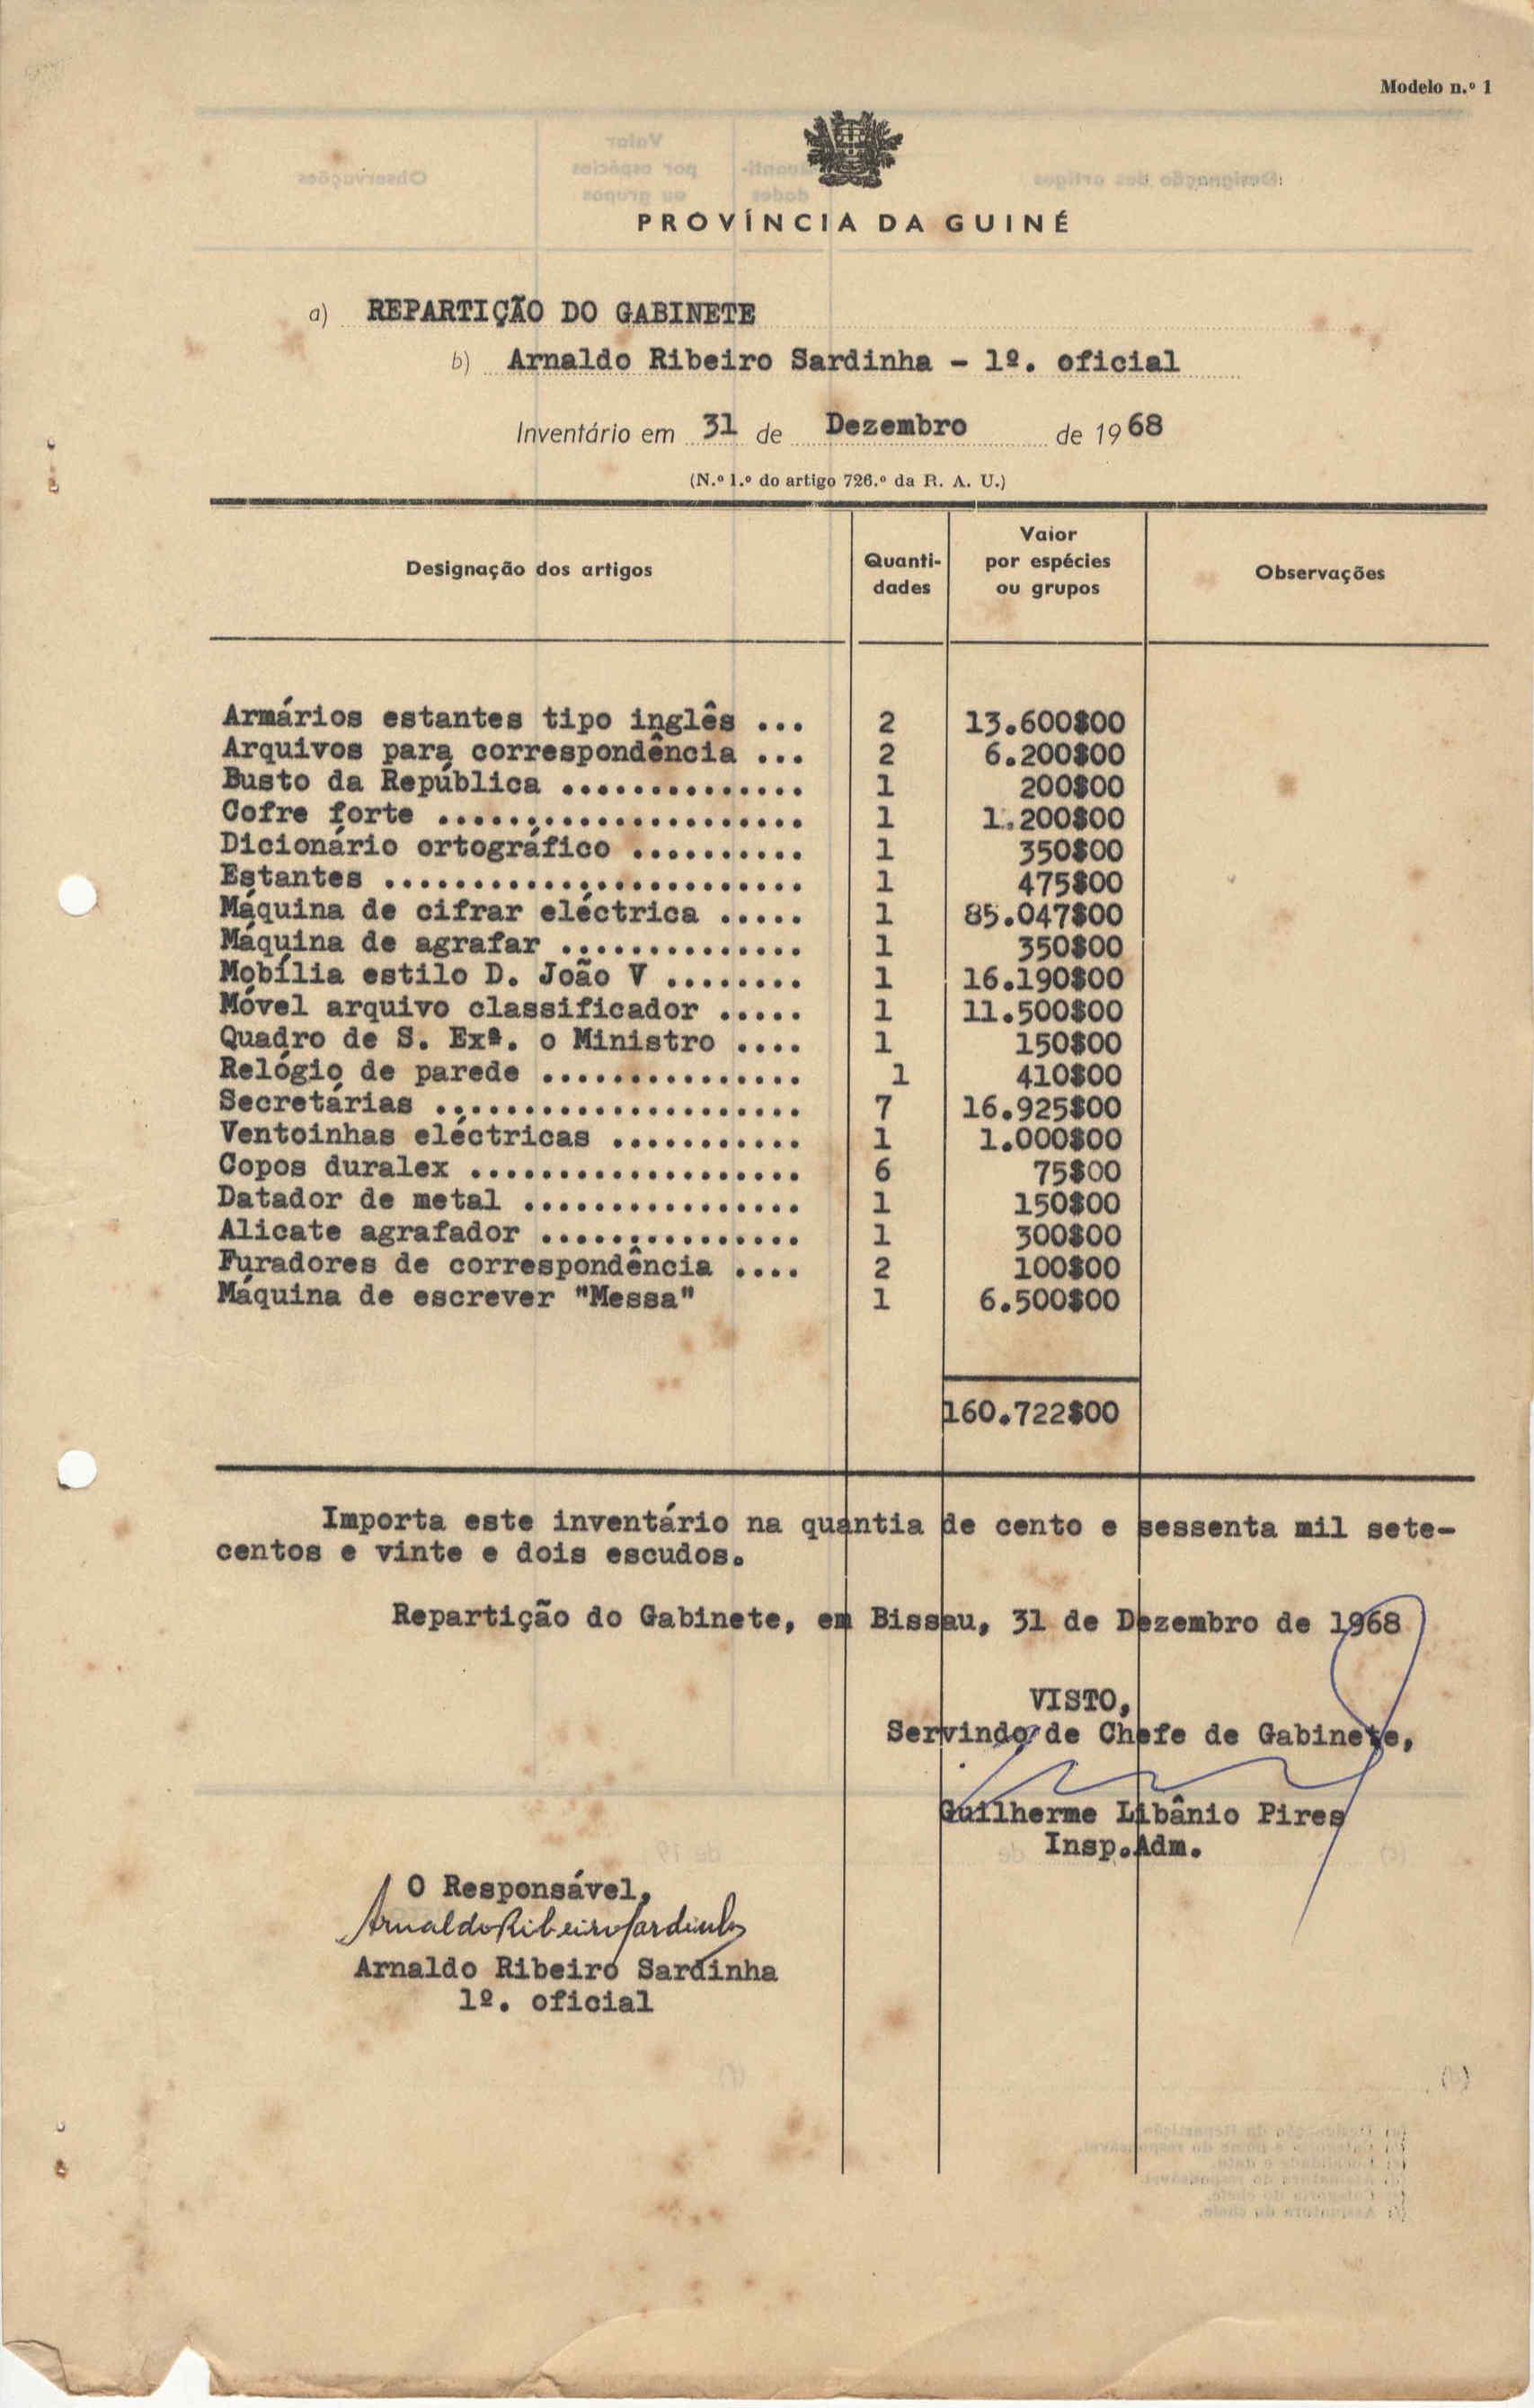 Modelo n.º 1
PROVÍNCIA DA GUINÉ
a) REPARTIÇÃO DO GABINETE
b) Arnaldo Ribeiro Sardinha - 1º. oficial
Inventário em 31 de Dezembro de 1968
(N.º 1.º do artigo 726.º da R. A. U.)
Designação dos artigos Quanti-dades Valor por espécies ou grupos Observações
Armários estantes tipo inglês ... 2 13.600$00
Arquivos para correspondência ... 2 6.200$00
Busto da República .............. 1 200$00
Cofre forte ..................... 1 1.200$00
Dicionário ortográfico .......... 1 350$00
Estantes ........................ 1 475$00
Máquina de cifrar eléctrica ..... 1 85.047$00
Máquina de agrafar .............. 1 350$00
Mobília estilo D. João V ........ 1 16.190$00
Móvel arquivo classificador ..... 1 11.500$00
Quadro de S. Exª. o Ministro .... 1 150$00
Relógio de parede ............... 1 410$00
Secretárias ..................... 7 16.925$00
Ventoinhas eléctricas ........... 1 1.000$00
Copos duralex ................... 6 75$00
Datador de metal ................ 1 150$00
Alicate agrafador ............... 1 300$00
Furadores de correspondência .... 2 100$00
Máquina de escrever "Messa" 1 6.500$00
160.722$00
Importa este inventário na quantia de cento e sessenta mil sete-
centos e vinte e dois escudos.
Repartição do Gabinete, em Bissau, 31 de Dezembro de 1968
VISTO,
Servindo de Chefe de Gabinete,
Guilherme Libânio Pires
Insp.Adm.
O Responsável,
Arnaldo Ribeiro Sardinha
Arnaldo Ribeiro Sardinha
1º. oficial